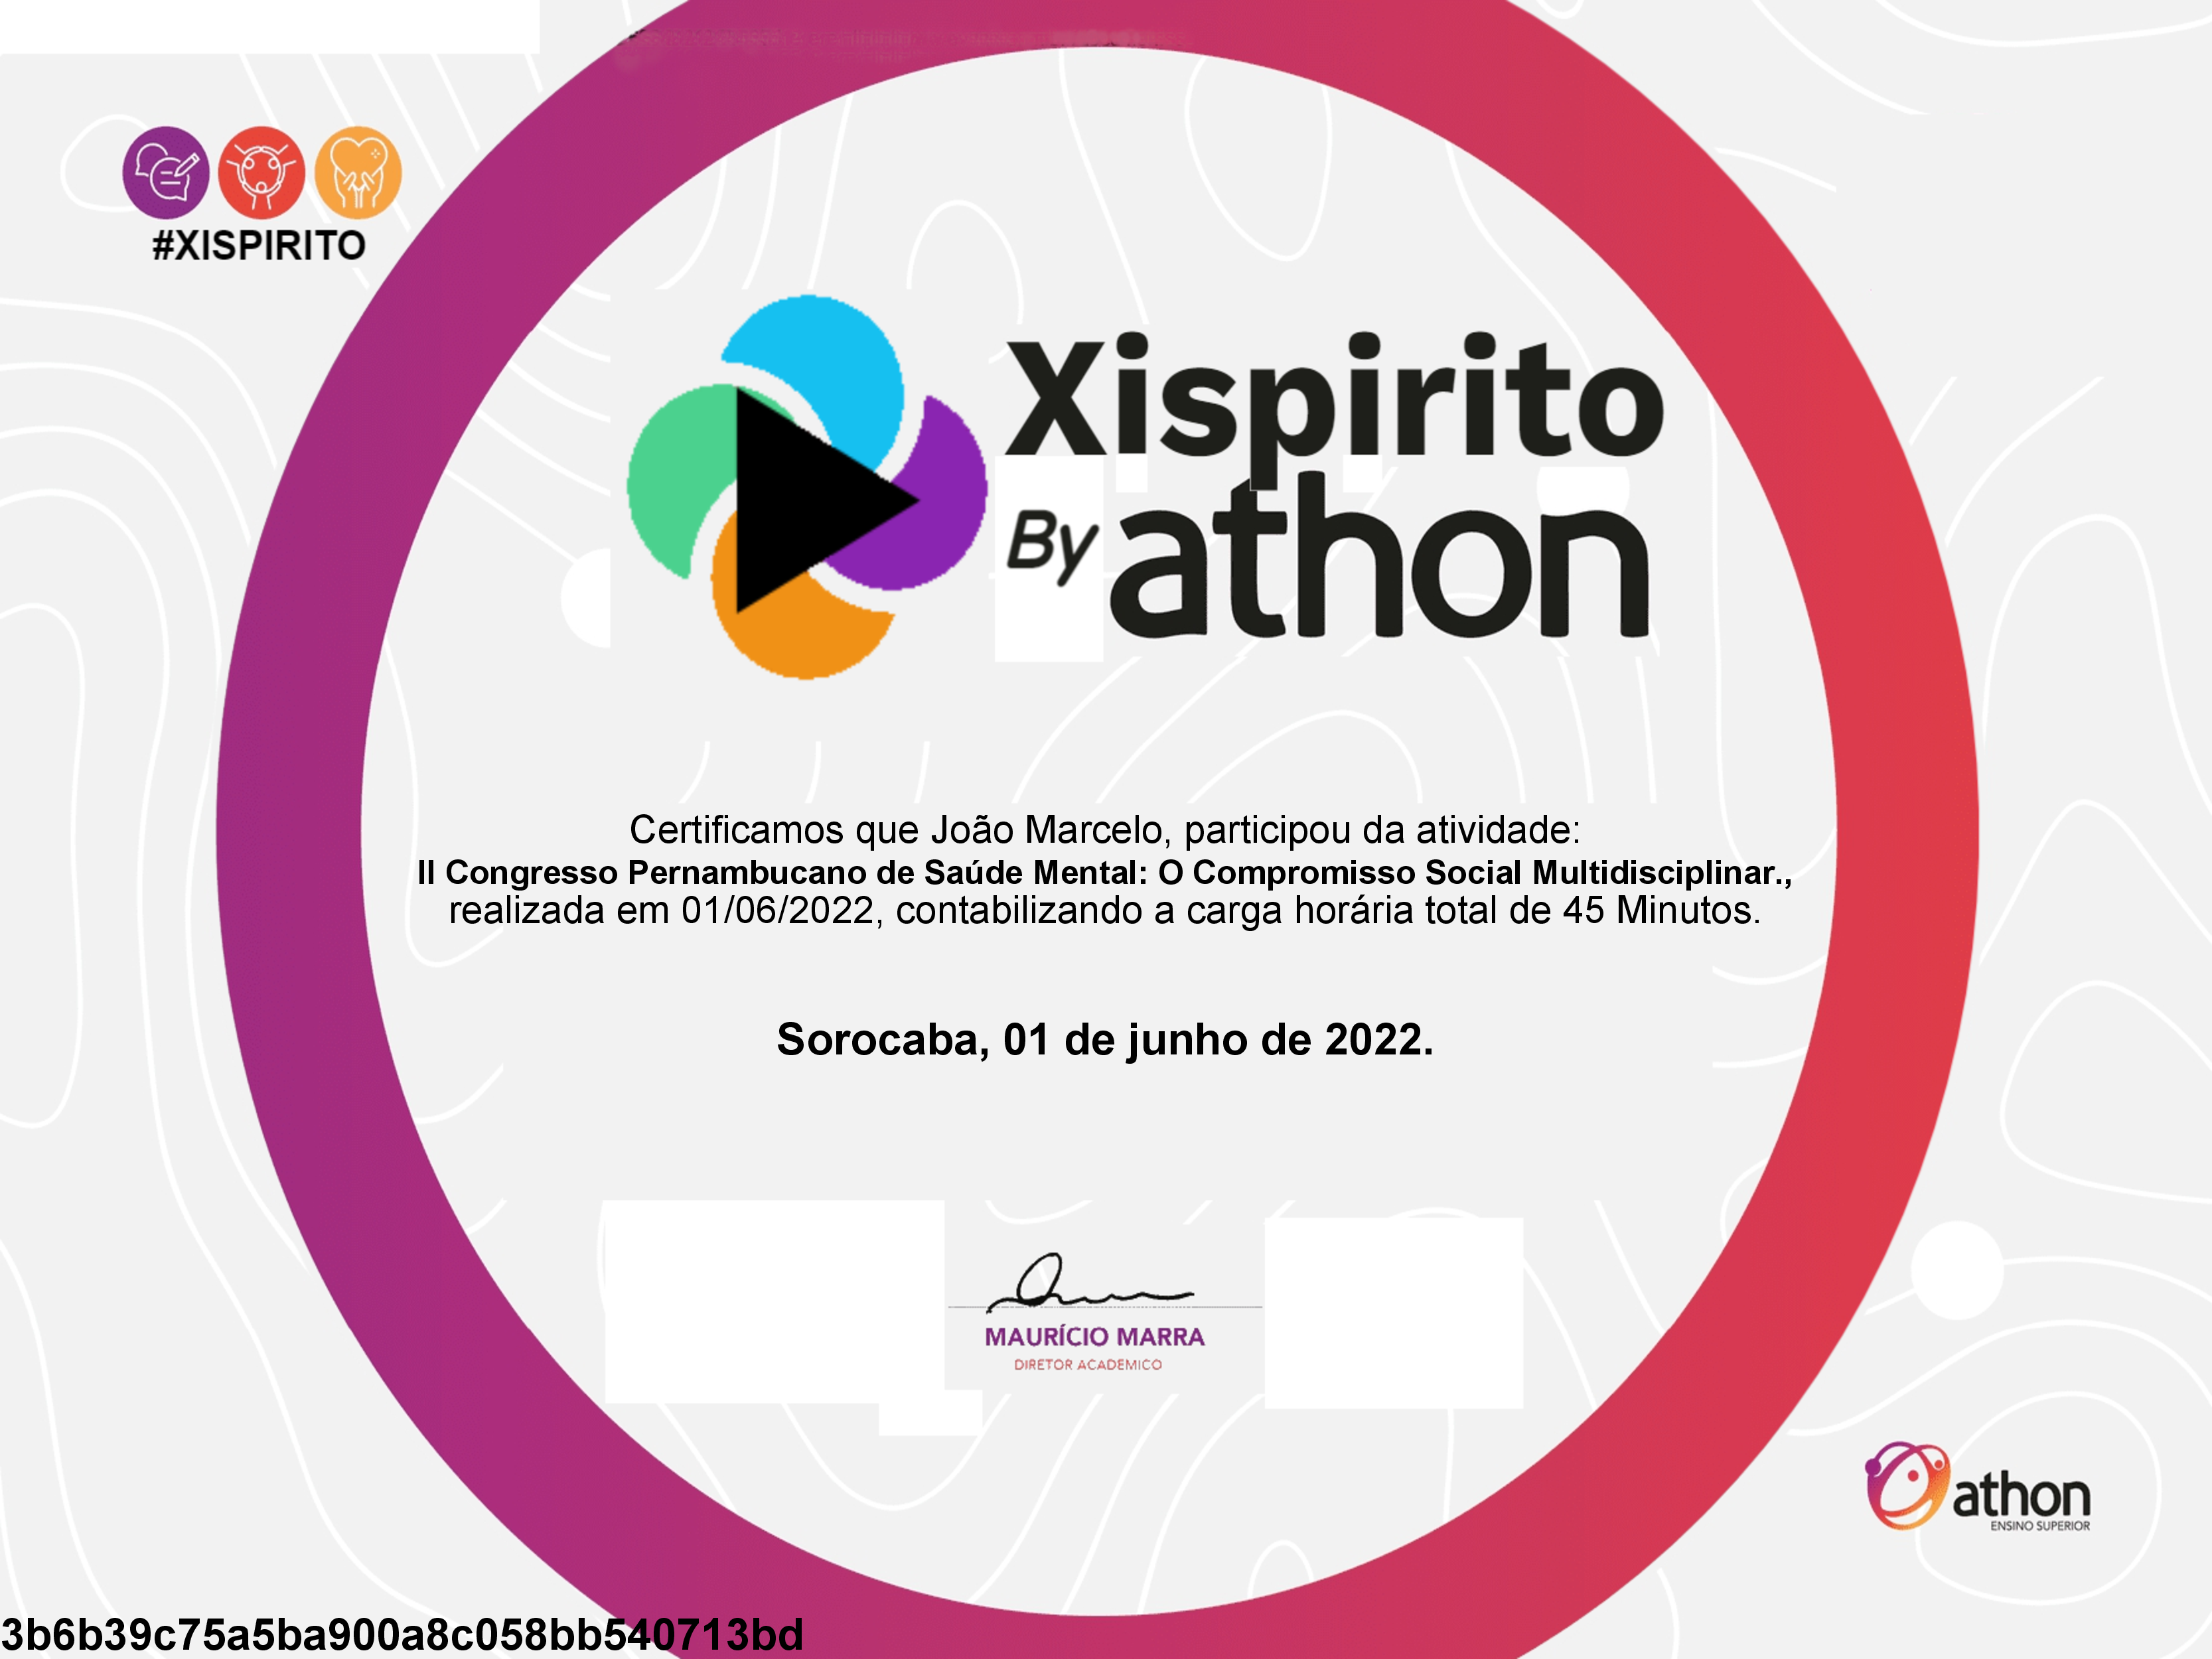 #XISPIRITO
Xispirito
By athon
Certificamos que João Marcelo, participou da atividade:
II Congresso Pernambucano de Saúde Mental: O Compromisso Social Multidisciplinar.,
realizada em 01/06/2022, contabilizando a carga horária total de 45 Minutos.
Sorocaba, 01 de junho de 2022.
MAURÍCIO MARRA
DIRETOR ACADEMICO
athon
ENSINO SUPERIOR
3b6b39c75a5ba900a8c058bb540713bd